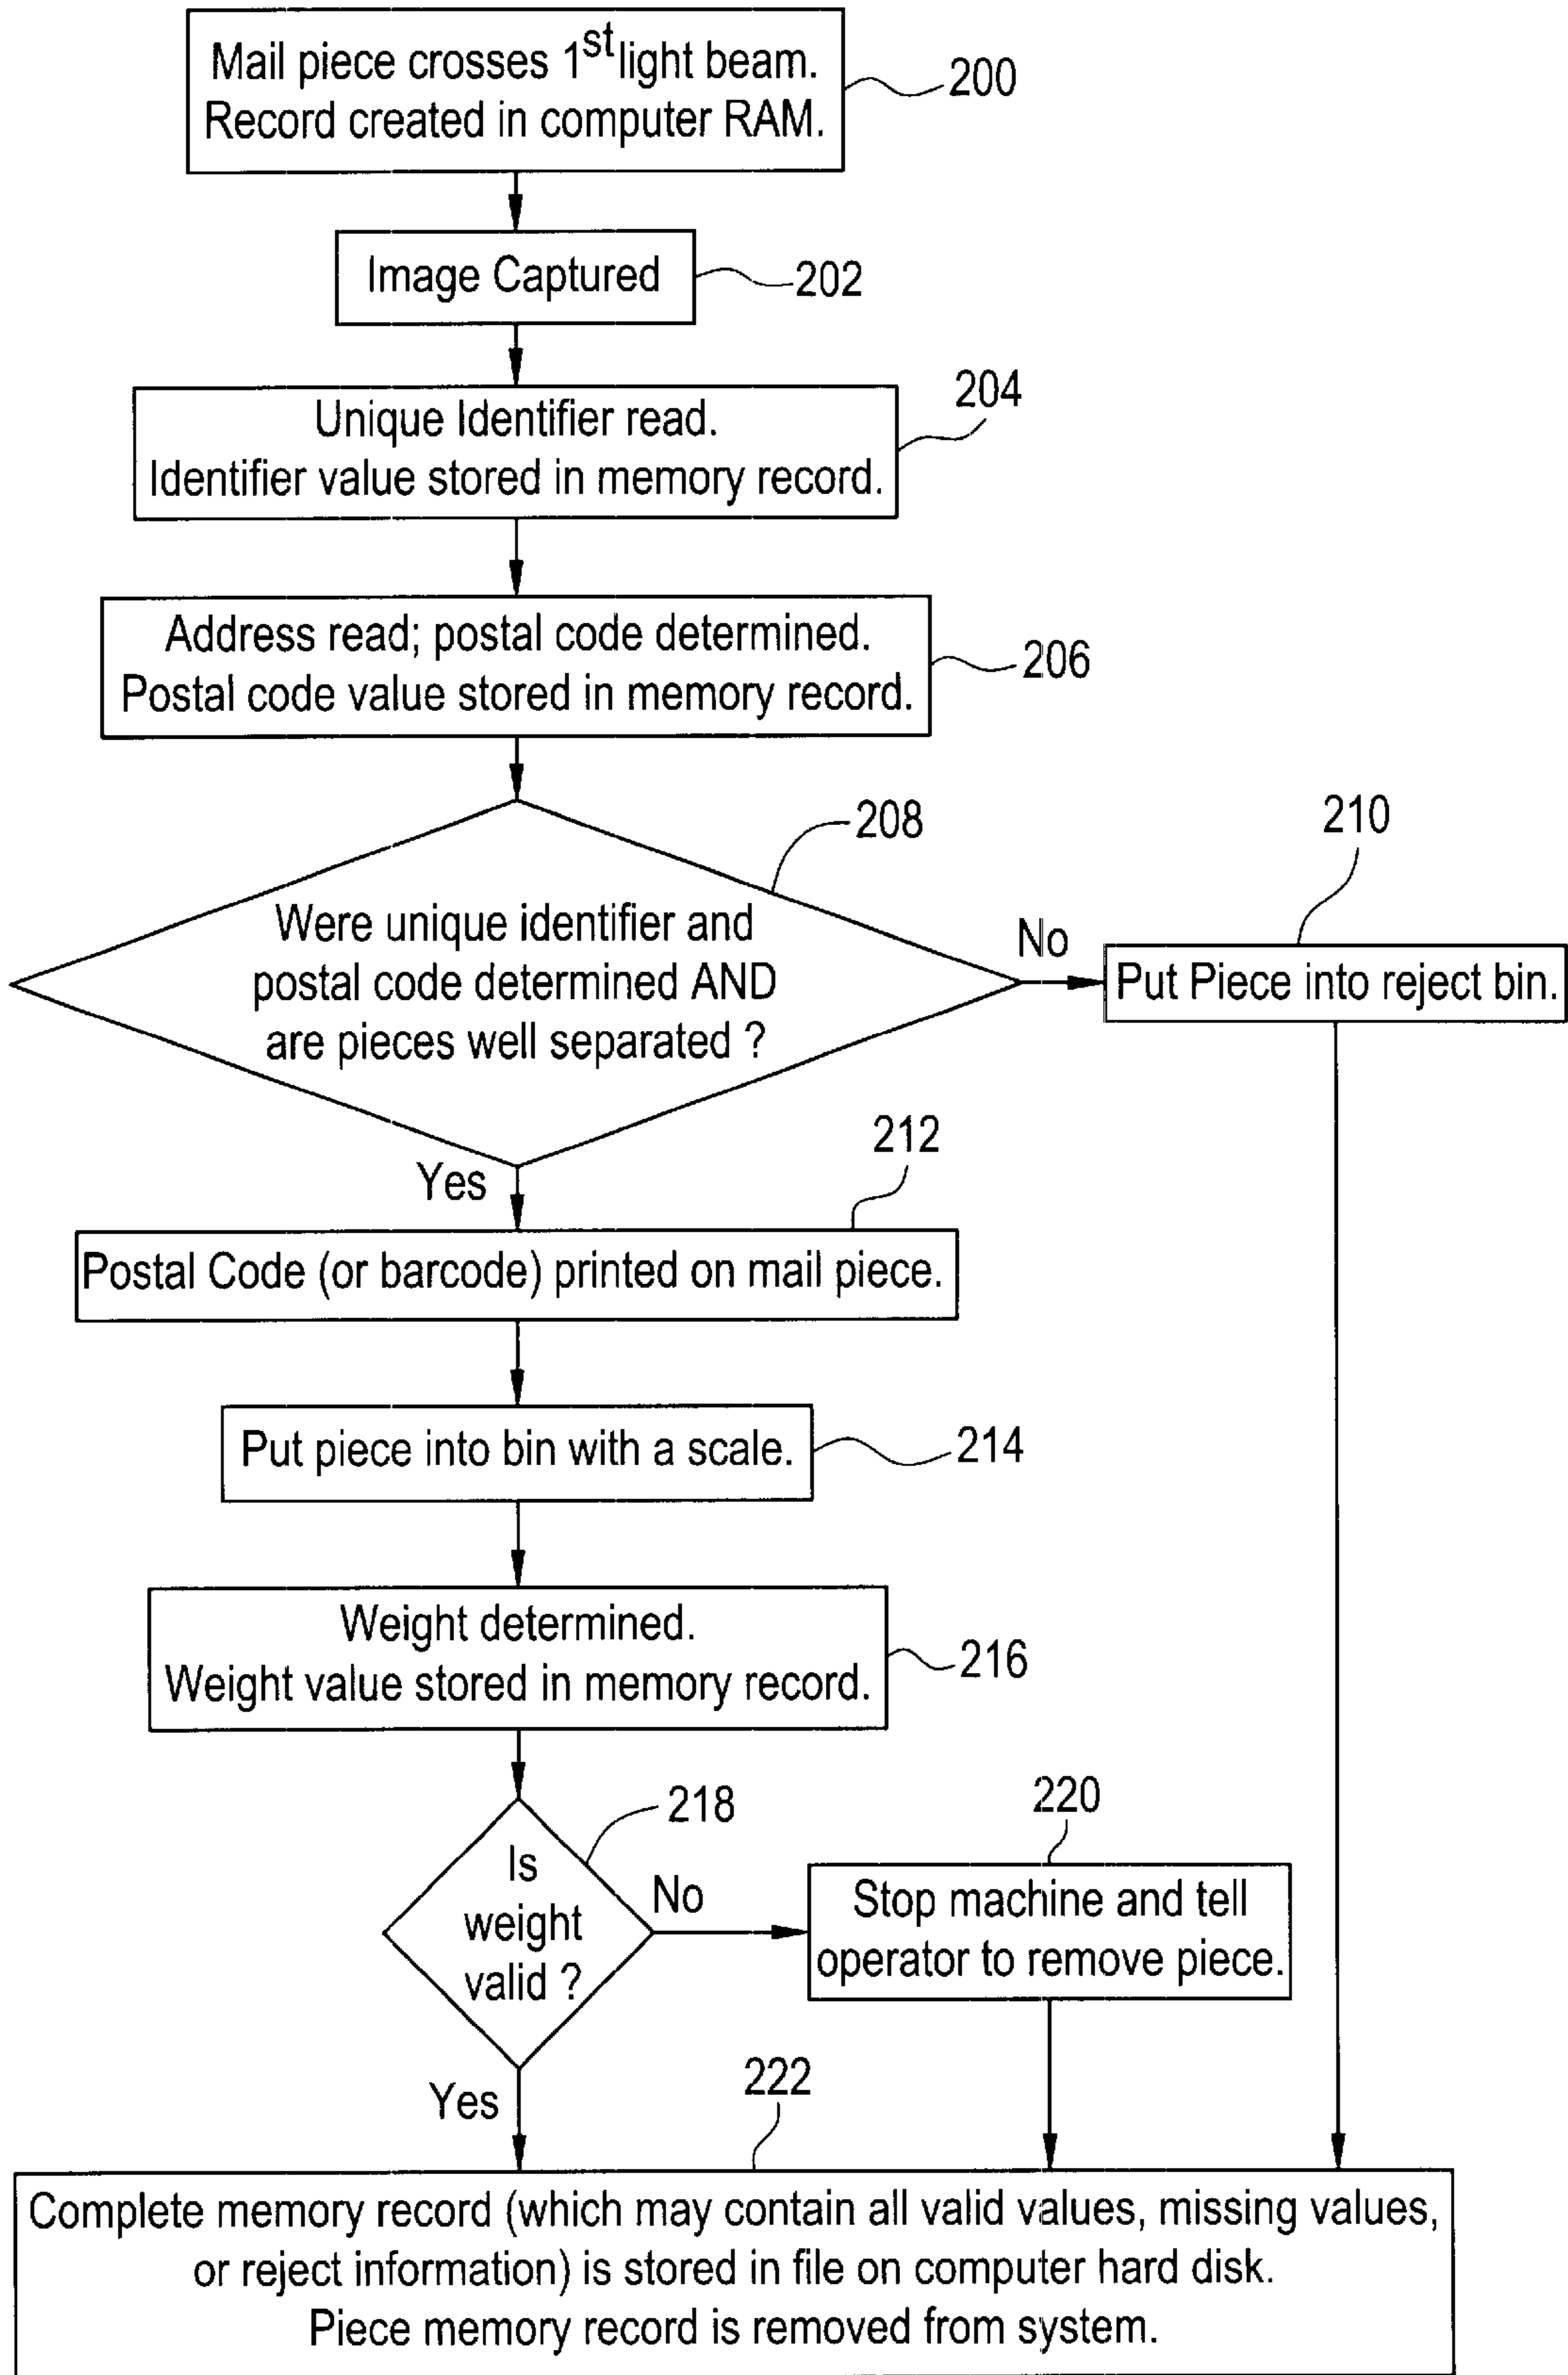 Mail piece crosses 1st light beam.
Record created in computer RAM.
200
Image Captured
202
204
Unique Identifier read.
Identifier value stored in memory record.
Address read; postal code determined.
Postal code value stored in memory record.
206
208
210
Were unique identifier and
postal code determined AND
are pieces well separated ?
No
Put Piece into reject bin.
Yes
212
Postal Code (or barcode) printed on mail piece.
Put piece into bin with a scale.
214
Weight determined.
Weight value stored in memory record.
216
218
220
Is
weight
valid ?
No
Stop machine and tell
operator to remove piece.
Yes
222
Complete memory record (which may contain all valid values, missing values,
or reject information) is stored in file on computer hard disk.
Piece memory record is removed from system.